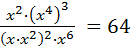 x²·(x⁴)³ / (x·x²)²·x⁶ = 64